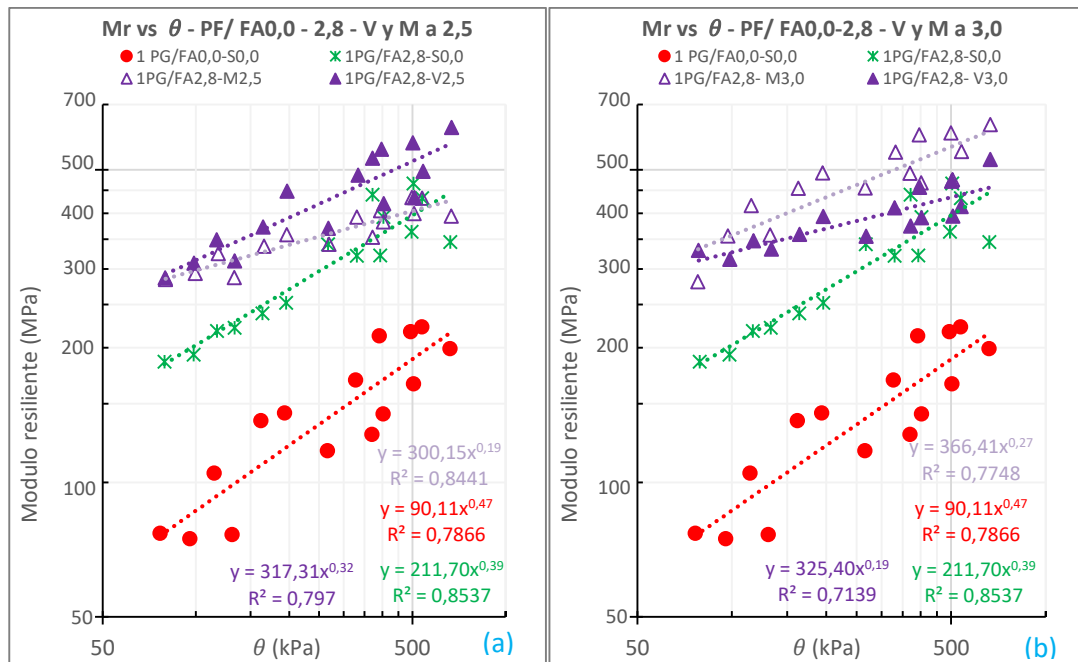 Mr vs θ - PF/ FA0,0 - 2,8 - V y M a 2,5
1 PG/FA0,0-S0,0
1PG/FA2,8-S0,0
1PG/FA2,8-M2,5
1PG/FA2,8-V2,5
700
500
400
300
200
100
50
Modulo resiliente (MPa)
y = 300,15x^0,19
R² = 0,8441
y = 90,11x^0,47
R² = 0,7866
y = 317,31x^0,32
R² = 0,797
y = 211,70x^0,39
R² = 0,8537
50
θ (kPa)
500
(a)
Mr vs θ - PF/ FA0,0-2,8 - V y M a 3,0
1 PG/FA0,0-S0,0
1PG/FA2,8-S0,0
1PG/FA2,8- M3,0
1PG/FA2,8- V3,0
700
500
400
300
200
100
50
Modulo resiliente (MPa)
y = 366,41x^0,27
R² = 0,7748
y = 90,11x^0,47
R² = 0,7866
y = 325,40x^0,19
R² = 0,7139
y = 211,70x^0,39
R² = 0,8537
50
θ (kPa)
500
(b)